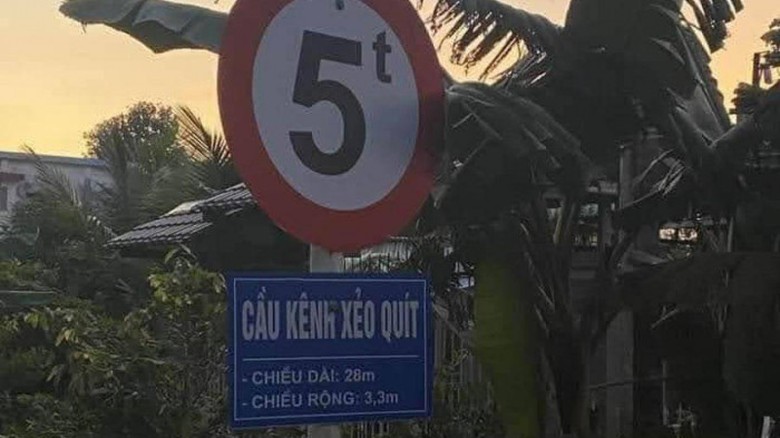 5t
CẦU KÊNH XẺO QUÍT
- CHIỀU DÀI: 28m
- CHIỀU RỘNG: 3,3m